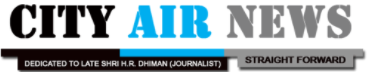 CITY AIR NEWS
DEDICATED TO LATE SHRI H.R. DHIMAN (JOURNALIST) STRAIGHT FORWARD